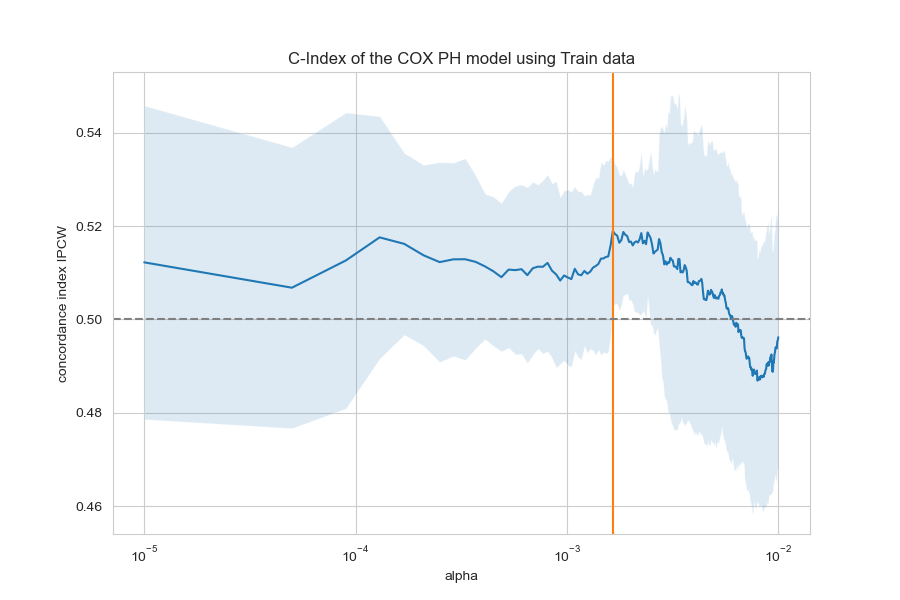 C-Index of the COX PH model using Train data
concordance index IPCW
0.54
0.52
0.50
0.48
0.46
10⁻⁵ 10⁻⁴ 10⁻³ 10⁻²
alpha